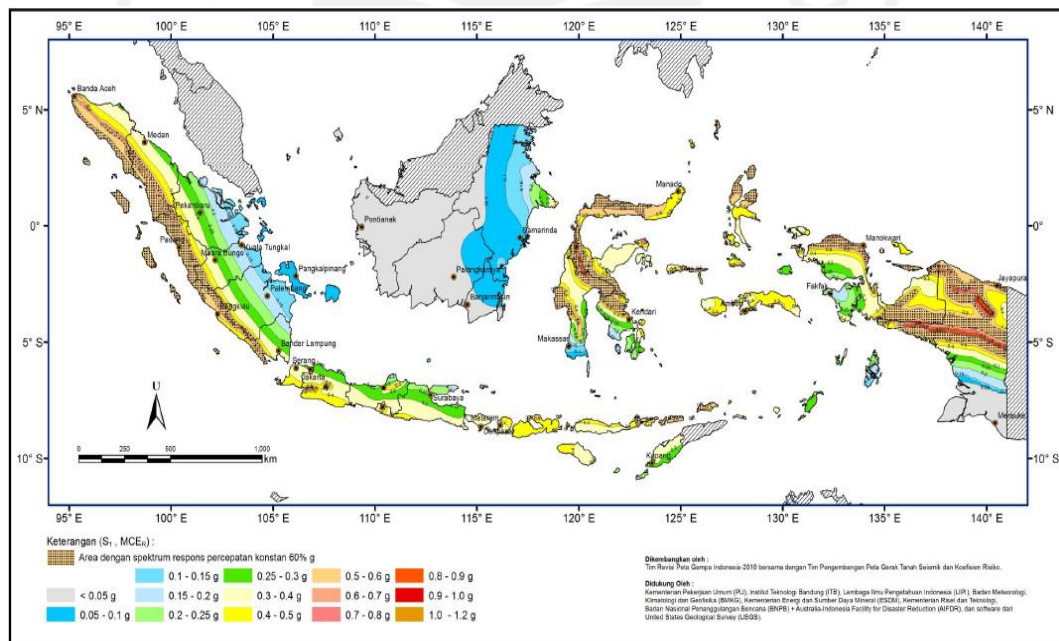 95° E 100° E 105° E 110° E 115° E 120° E 125° E 130° E 135° E 140° E
5° N
5° N
0°
0°
5° S
5° S
10° S
10° S
Banda Aceh
Medan
Pekanbaru
Padang
Kuala Tungkal
Muara Bungo
Pangkalpinang
Palembang
Bengkulu
Bandar Lampung
Serang
Jakarta
Surabaya
Mataram
Denpasar
Kupang
Pontianak
Samarinda
Palangkaraya
Banjarmasin
Manado
Makassar
Kendari
Manokwari
Fakfak
Jayapura
Merauke
U
0 250 500 1,000
km
95° E 100° E 105° E 110° E 115° E 120° E 125° E 130° E 135° E 140° E
Keterangan (S1 , MCER) :
Area dengan spektrum respons percepatan konstan 60% g
0.1 - 0.15 g 0.25 - 0.3 g 0.5 - 0.6 g 0.8 - 0.9 g
< 0.05 g 0.15 - 0.2 g 0.3 - 0.4 g 0.6 - 0.7 g 0.9 - 1.0 g
0.05 - 0.1 g 0.2 - 0.25 g 0.4 - 0.5 g 0.7 - 0.8 g 1.0 - 1.2 g
Dikembangkan oleh :
Tim Revisi Peta Gempa Indonesia-2010 bersama dengan Tim Pengembangan Peta Gerak Tanah Seismik dan Koefisien Risiko.
Didukung Oleh :
Kementerian Pekerjaan Umum (PU), Institut Teknologi Bandung (ITB), Lembaga Ilmu Pengetahuan Indonesia (LIPI), Badan Meteorologi,
Klimatologi dan Geofisika (BMKG), Kementerian Energi dan Sumber Daya Mineral (ESDM), Kementerian Riset dan Teknologi,
Badan Nasional Penanggulangan Bencana (BNPB) + Australia-Indonesia Facility for Disaster Reduction (AIFDR), dan software dari
United States Geological Survey (USGS).